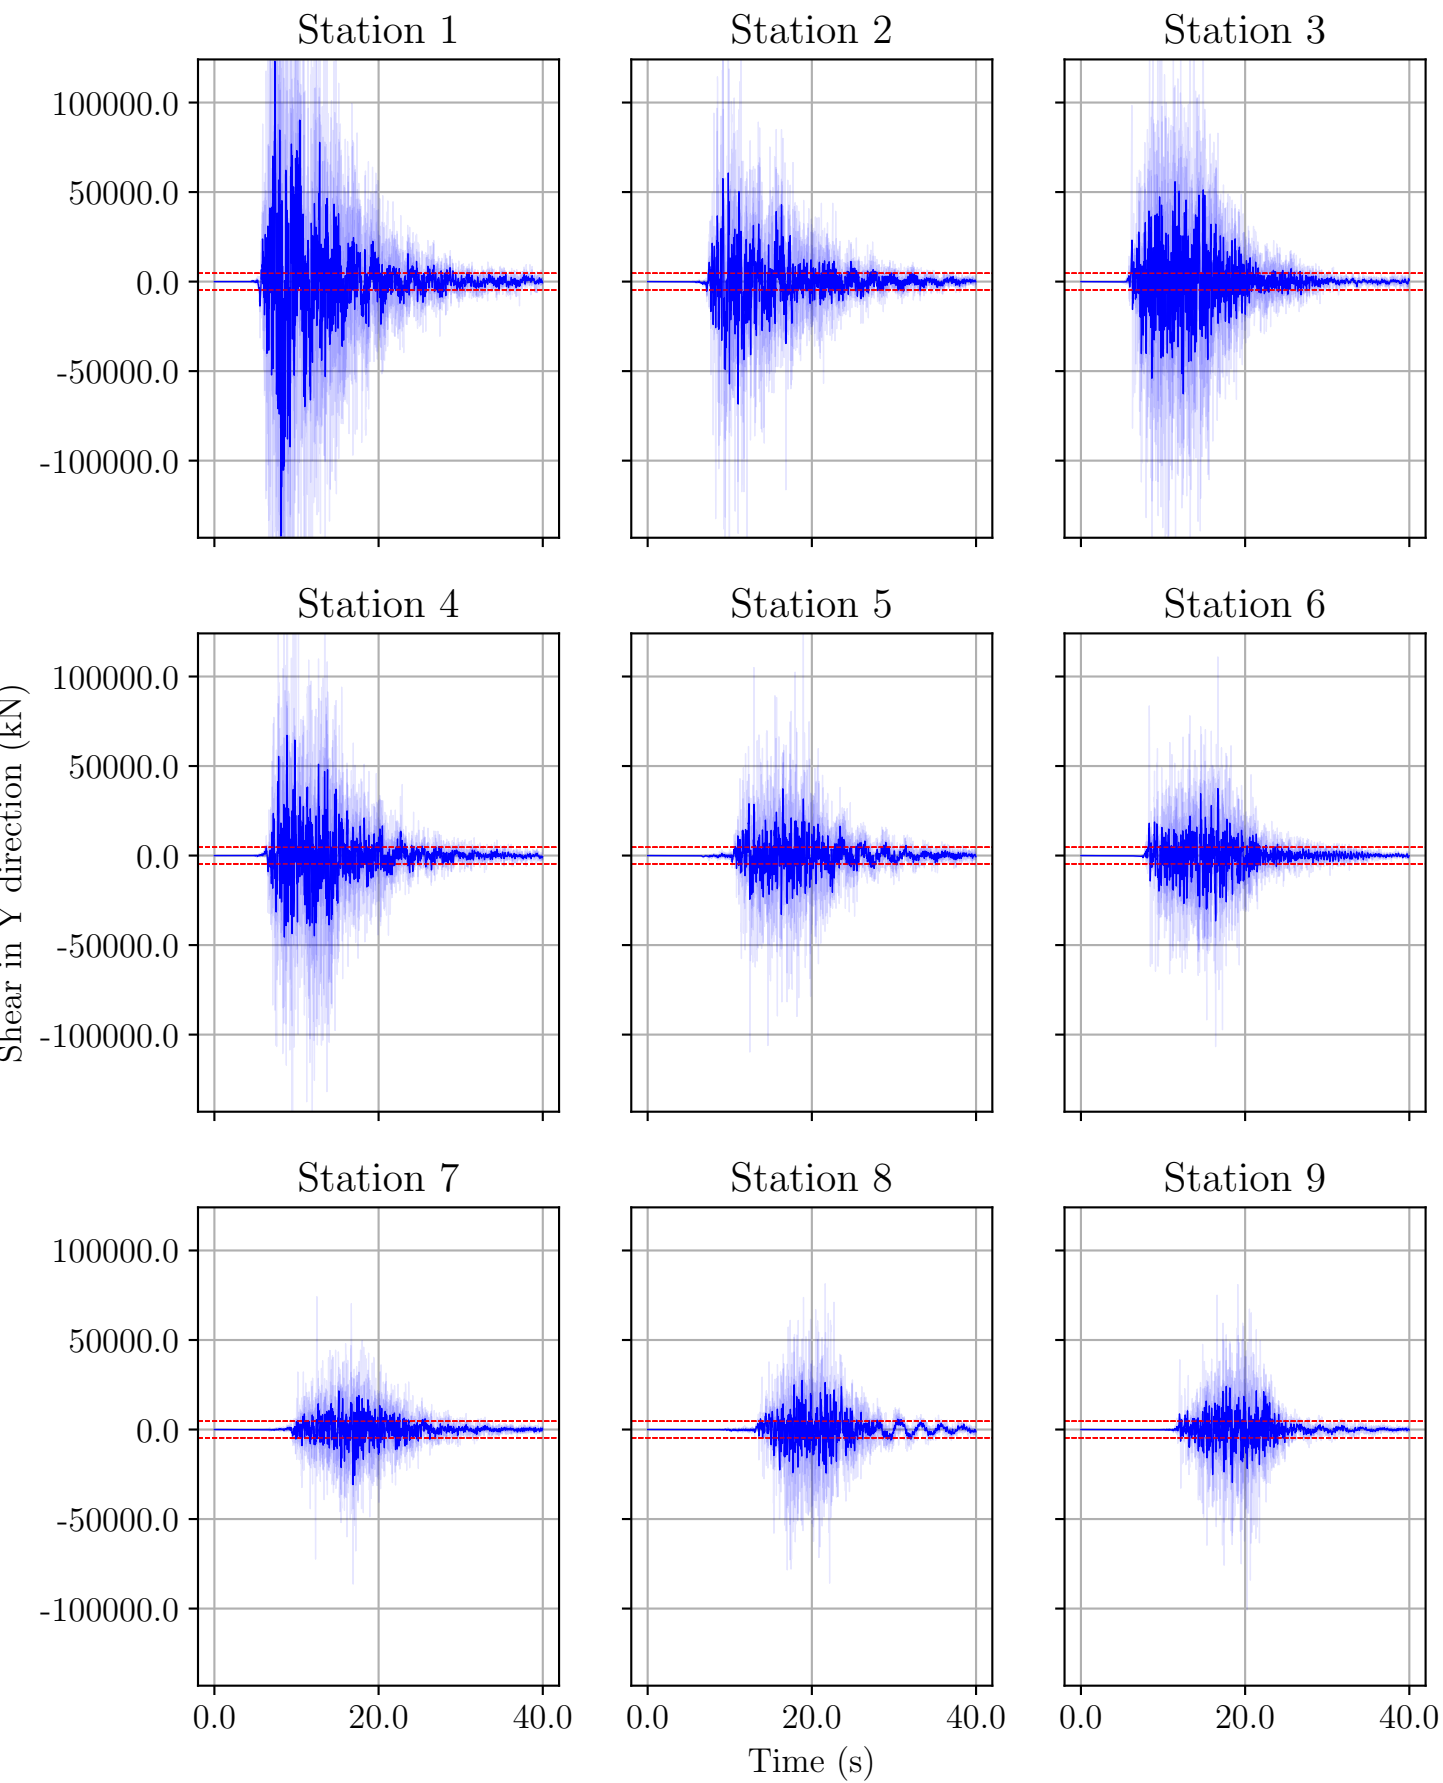 Station 1
Station 2
Station 3
100000.0
50000.0
0.0
-50000.0
-100000.0
Station 4
Station 5
Station 6
100000.0
50000.0
0.0
-50000.0
-100000.0
Shear in Y direction (kN)
Station 7
Station 8
Station 9
100000.0
50000.0
0.0
-50000.0
-100000.0
0.0 20.0 40.0
0.0 20.0 40.0
0.0 20.0 40.0
Time (s)